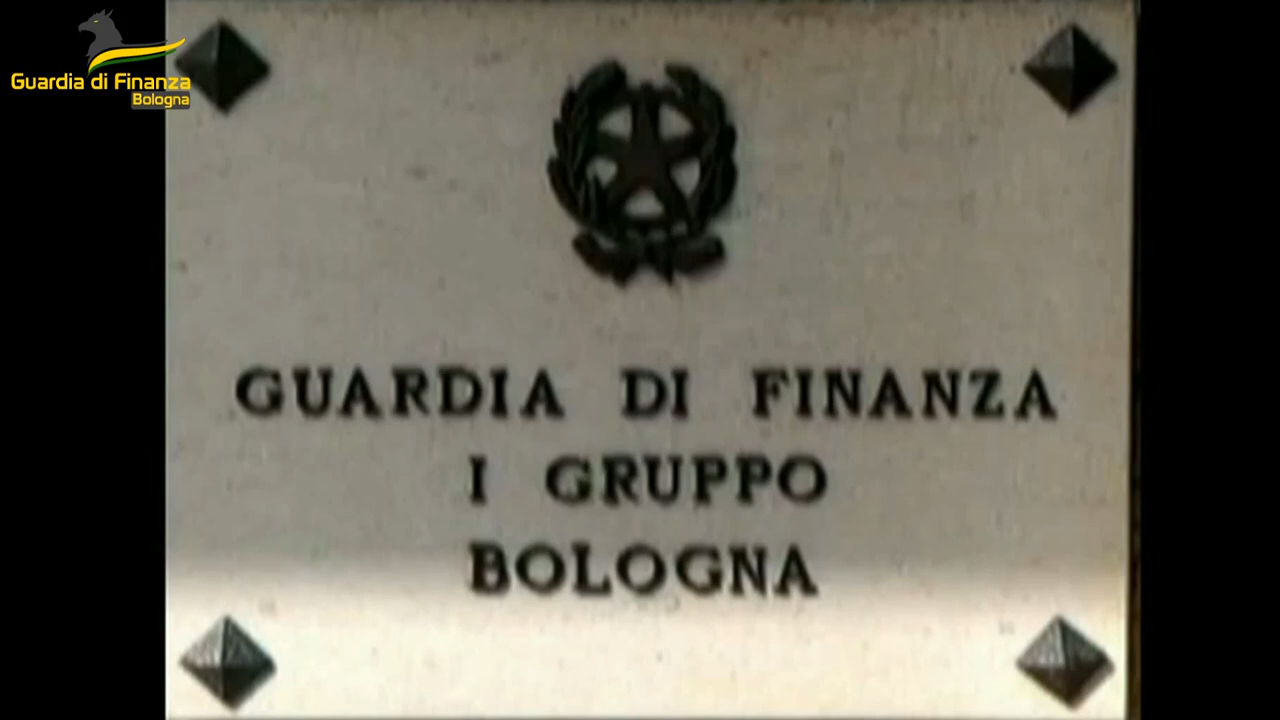 Guardia di Finanza
Bologna
GUARDIA DI FINANZA
I GRUPPO
BOLOGNA